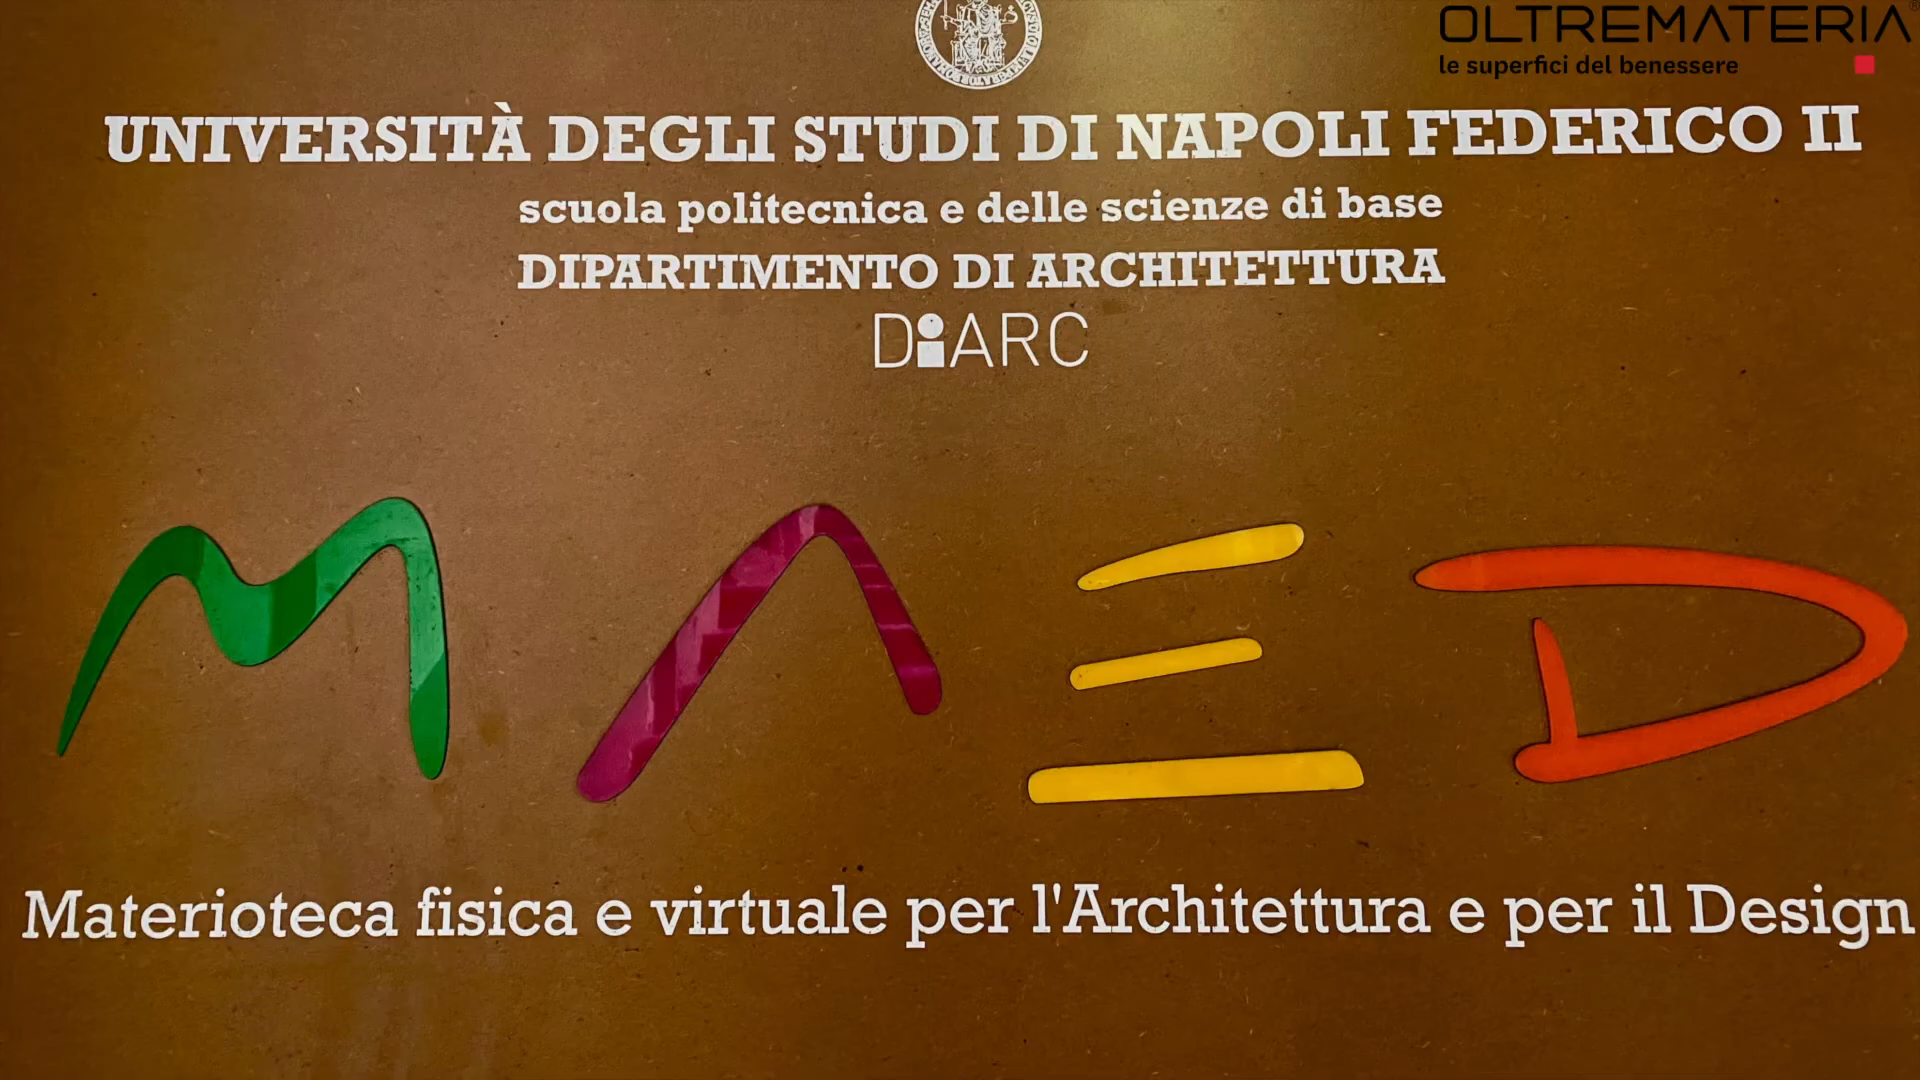 OLTREMATERIA®
le superfici del benessere
UNIVERSITÀ DEGLI STUDI DI NAPOLI FEDERICO II
scuola politecnica e delle scienze di base
DIPARTIMENTO DI ARCHITETTURA
DiARC
MAED
Materioteca fisica e virtuale per l'Architettura e per il Design